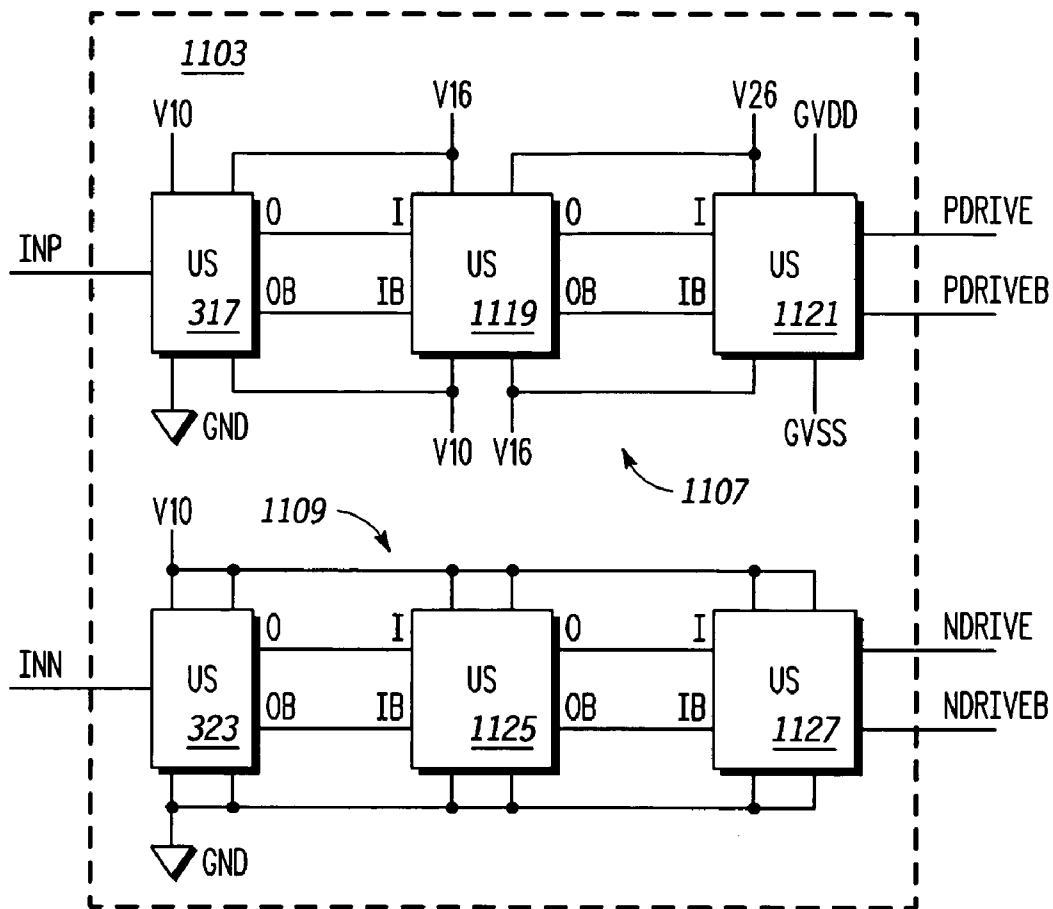 1103
V10
V16
V26
GVDD
INP
US
317
O
OB
I
IB
US
1119
O
OB
I
IB
US
1121
PDRIVE
PDRIVEB
GND
V10
V16
GVSS
1107
V10
1109
INN
US
323
O
OB
I
IB
US
1125
O
OB
I
IB
US
1127
NDRIVE
NDRIVEB
GND